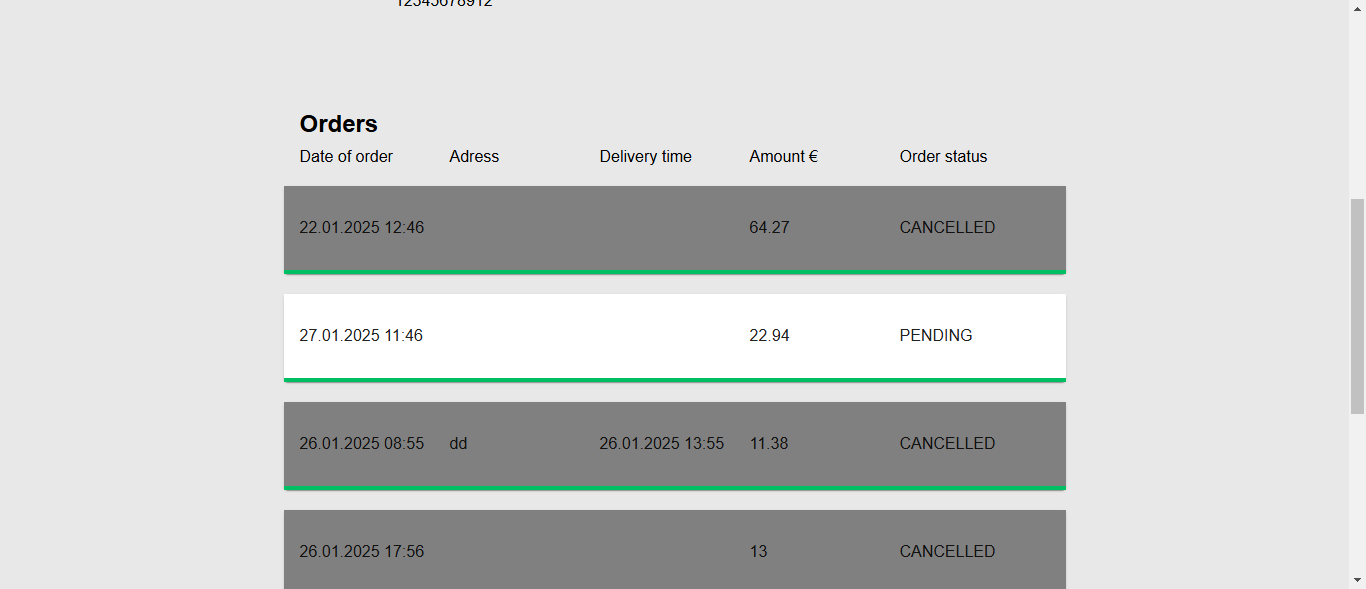 12345678912
Orders
Date of order Adress Delivery time Amount € Order status
22.01.2025 12:46 64.27 CANCELLED
27.01.2025 11:46 22.94 PENDING
26.01.2025 08:55 dd 26.01.2025 13:55 11.38 CANCELLED
26.01.2025 17:56 13 CANCELLED